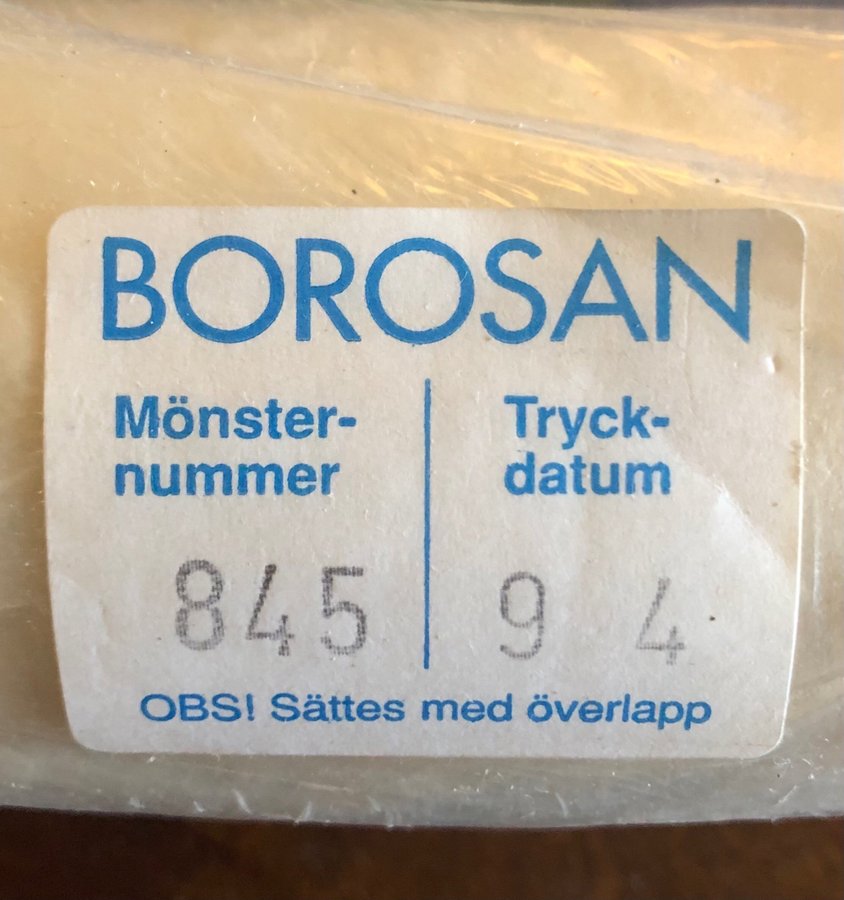 BOROSAN
Mönster-
nummer
845
Tryck-
datum
9 4
OBS! Sättes med överlapp